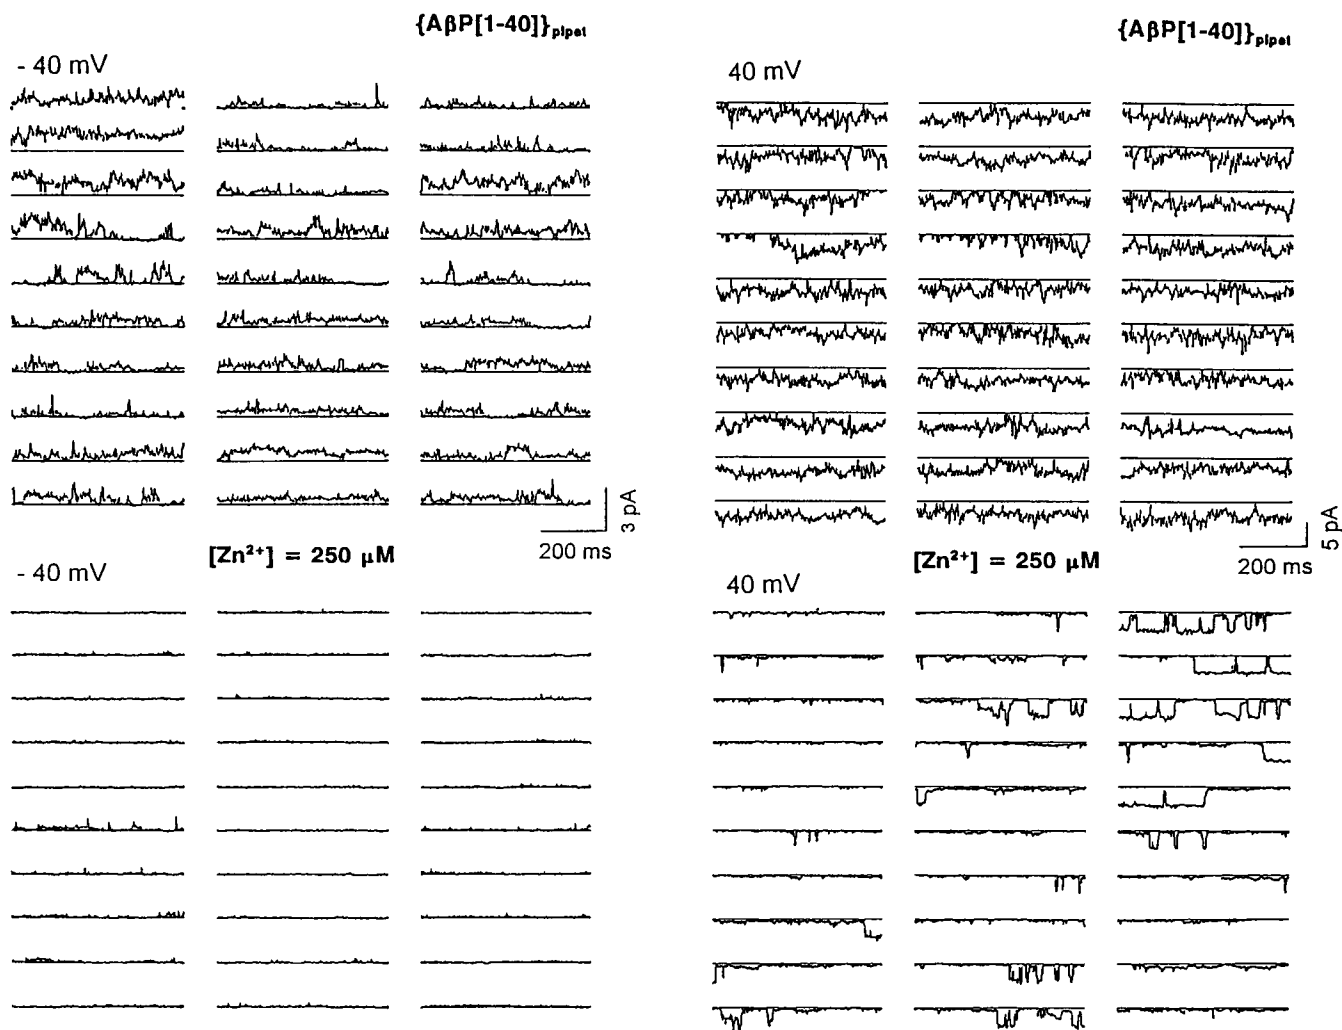 {AβP[1-40]}pipet
- 40 mV
3 pA
200 ms
[Zn²⁺] = 250 µM
- 40 mV
{AβP[1-40]}pipet
40 mV
5 pA
200 ms
[Zn²⁺] = 250 µM
40 mV